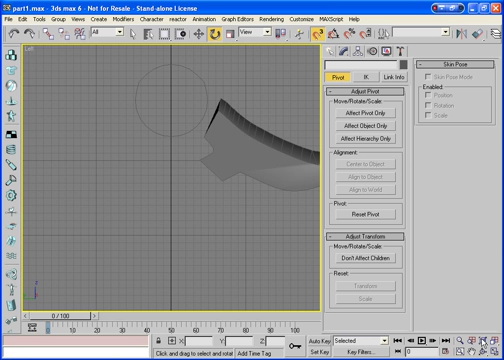 part1.max - 3ds max 6 - Not for Resale - Stand-alone License
File Edit Tools Group Views Create Modifiers Character reactor Animation Graph Editors Rendering Customize MAXScript Help
All View
Left
Pivot IK Link Info
Adjust Pivot
Move/Rotate/Scale:
Affect Pivot Only
Affect Object Only
Affect Hierarchy Only
Alignment:
Center to Object
Align to Object
Align to World
Pivot:
Reset Pivot
Adjust Transform
Move/Rotate/Scale:
Don't Affect Children
Reset:
Transform
Scale
Skin Pose
Skin Pose Mode
Enabled:
Position
Rotation
Scale
0 / 100
0 10 20 30 40 50 60 70 80 90 100
X: Y: Z:
Auto Key Selected
Set Key Key Filters...
0
Click and drag to select and rotat Add Time Tag